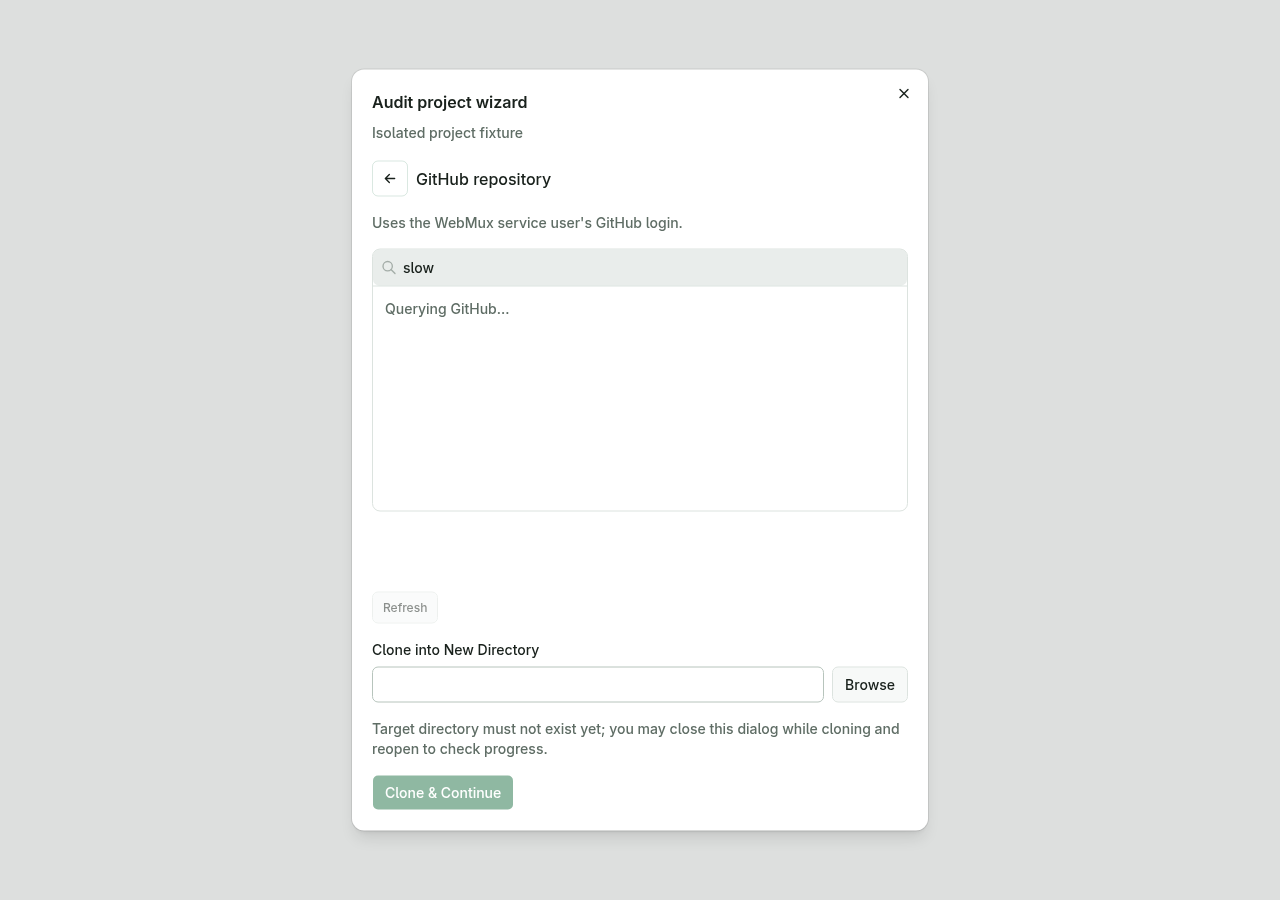 Audit project wizard
Isolated project fixture
GitHub repository
Uses the WebMux service user's GitHub login.
slow
Querying GitHub...
Refresh
Clone into New Directory
Browse
Target directory must not exist yet; you may close this dialog while cloning and
reopen to check progress.
Clone & Continue